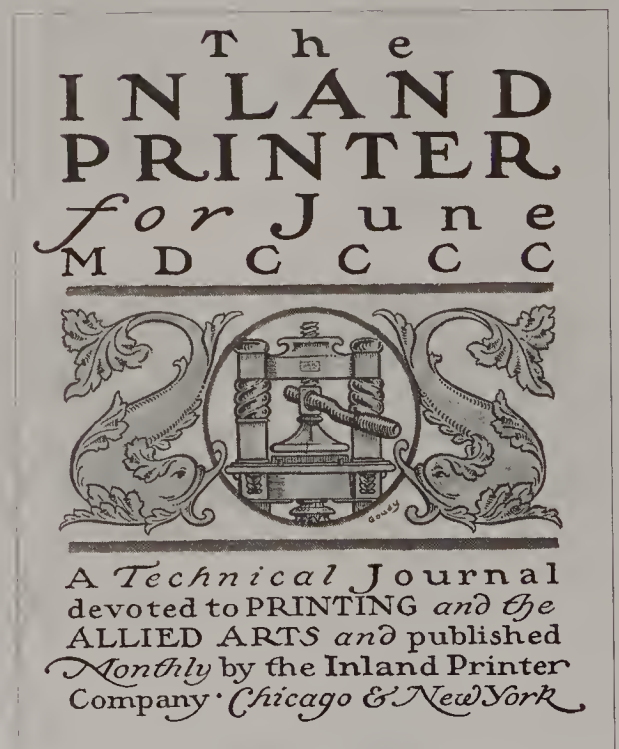 The
INLAND
PRINTER
for June
MDCCCC
Goudy
A Technical Journal
devoted to PRINTING and the
ALLIED ARTS and published
Monthly by the Inland Printer
Company · Chicago & New York